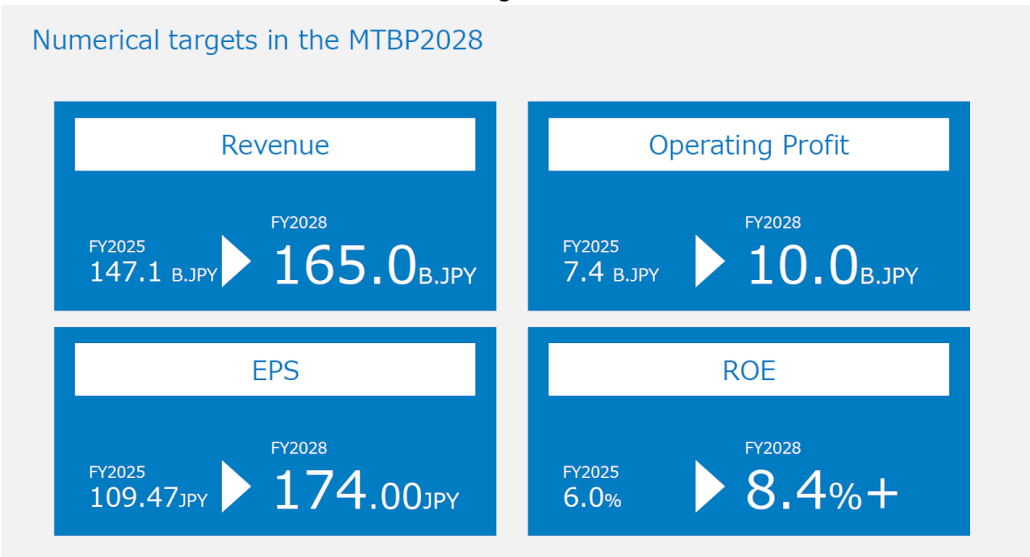 Numerical targets in the MTBP2028
Revenue
FY2025
147.1 B.JPY
FY2028
165.0B.JPY
Operating Profit
FY2025
7.4 B.JPY
FY2028
10.0B.JPY
EPS
FY2025
109.47JPY
FY2028
174.00JPY
ROE
FY2025
6.0%
FY2028
8.4%+